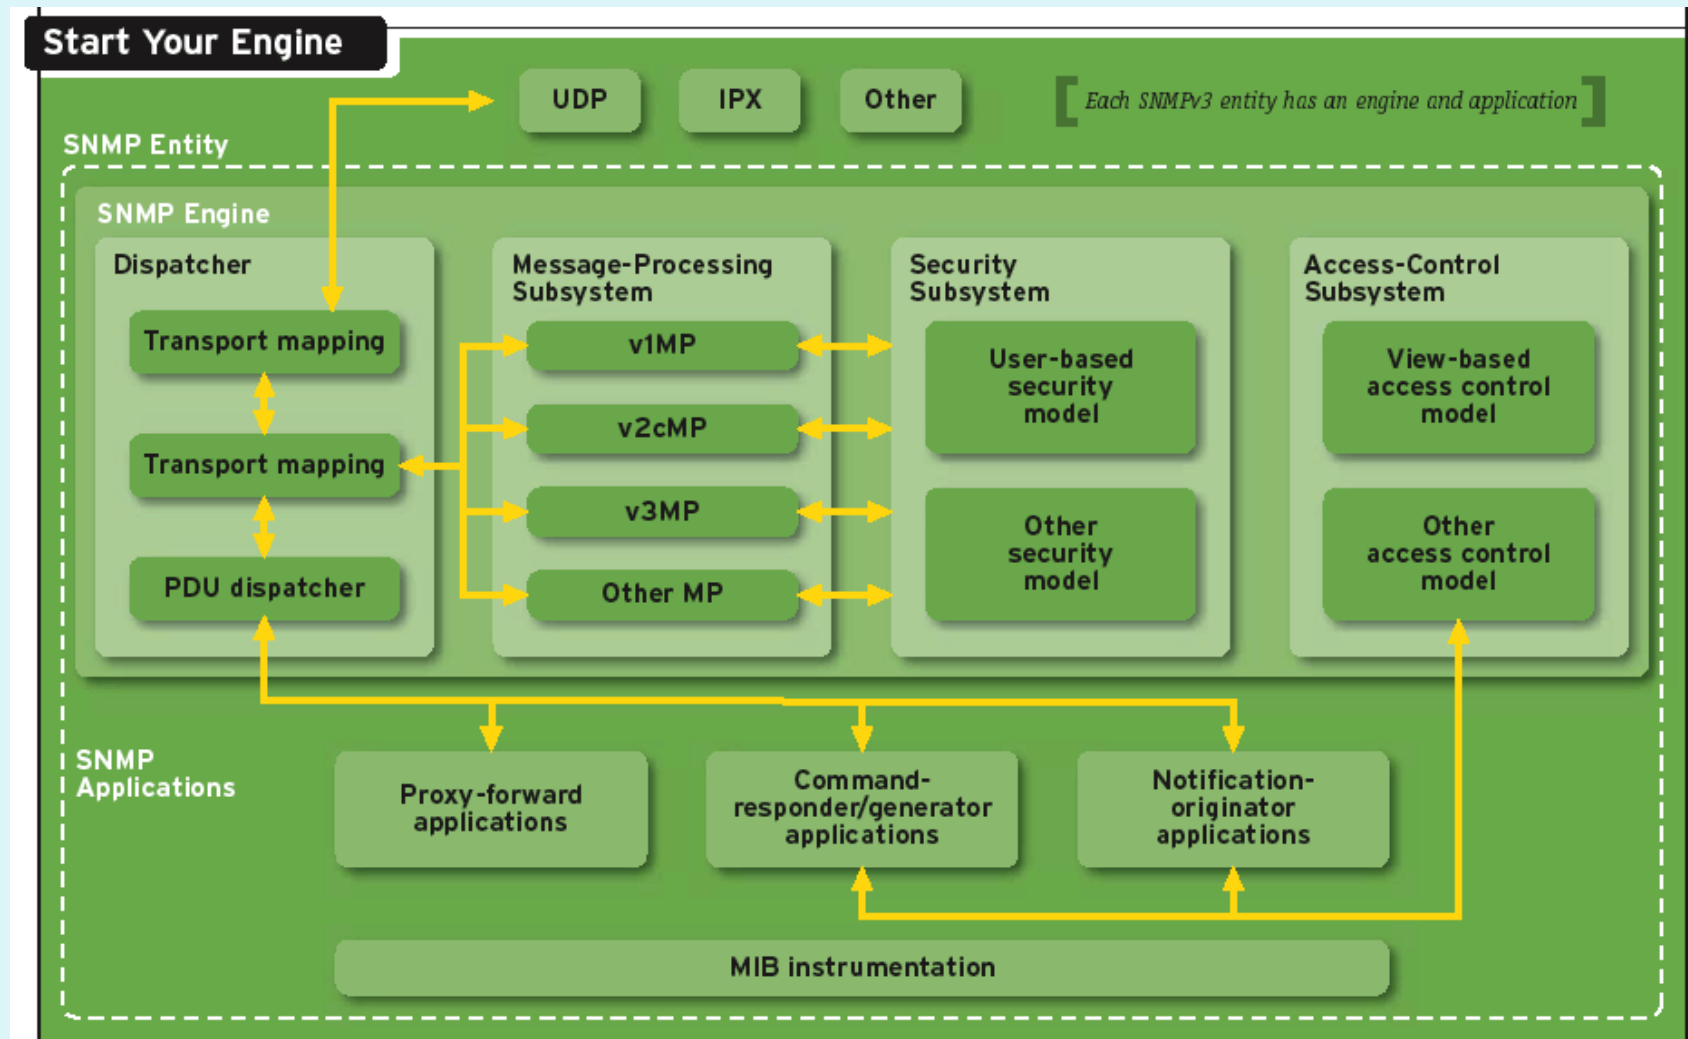 Start Your Engine
UDP
IPX
Other
[Each SNMPv3 entity has an engine and application]
SNMP Entity
SNMP Engine
Dispatcher
Transport mapping
Transport mapping
PDU dispatcher
Message-Processing
Subsystem
v1MP
v2cMP
v3MP
Other MP
Security
Subsystem
User-based
security
model
Other
security
model
Access-Control
Subsystem
View-based
access control
model
Other
access control
model
SNMP
Applications
Proxy-forward
applications
Command-
responder/generator
applications
Notification-
originator
applications
MIB instrumentation